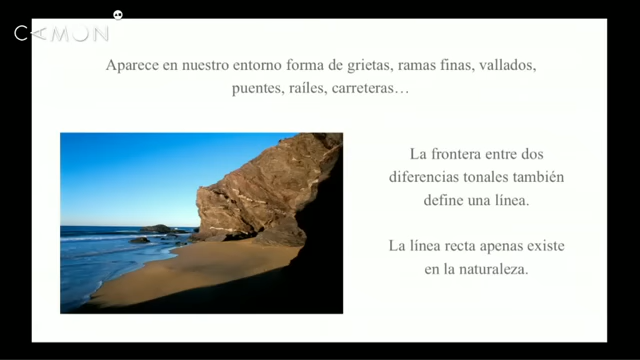 CAMON
Aparece en nuestro entorno forma de grietas, ramas finas, vallados,
puentes, raíles, carreteras…
La frontera entre dos
diferencias tonales también
define una línea.
La línea recta apenas existe
en la naturaleza.